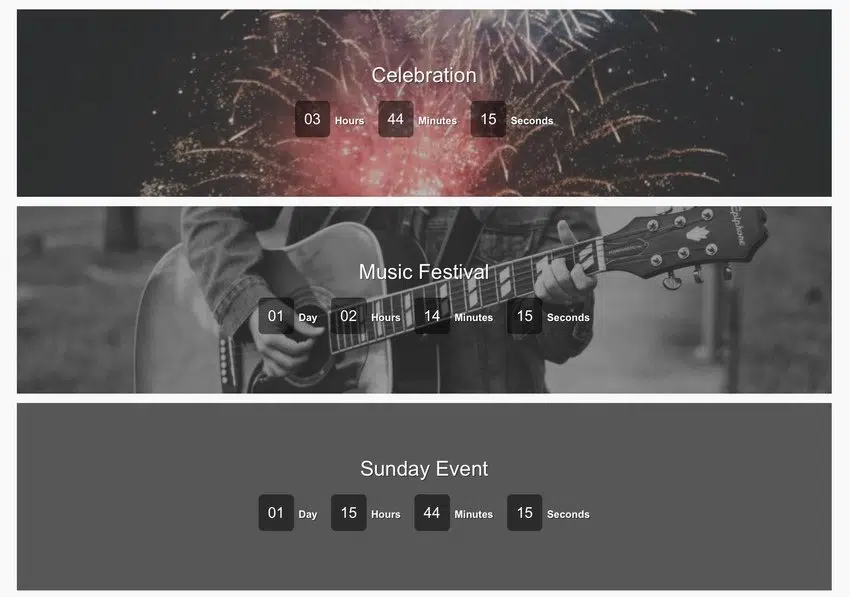 Celebration
03 Hours 44 Minutes 15 Seconds
Epiphone
Music Festival
01 Day 02 Hours 14 Minutes 15 Seconds
Sunday Event
01 Day 15 Hours 44 Minutes 15 Seconds